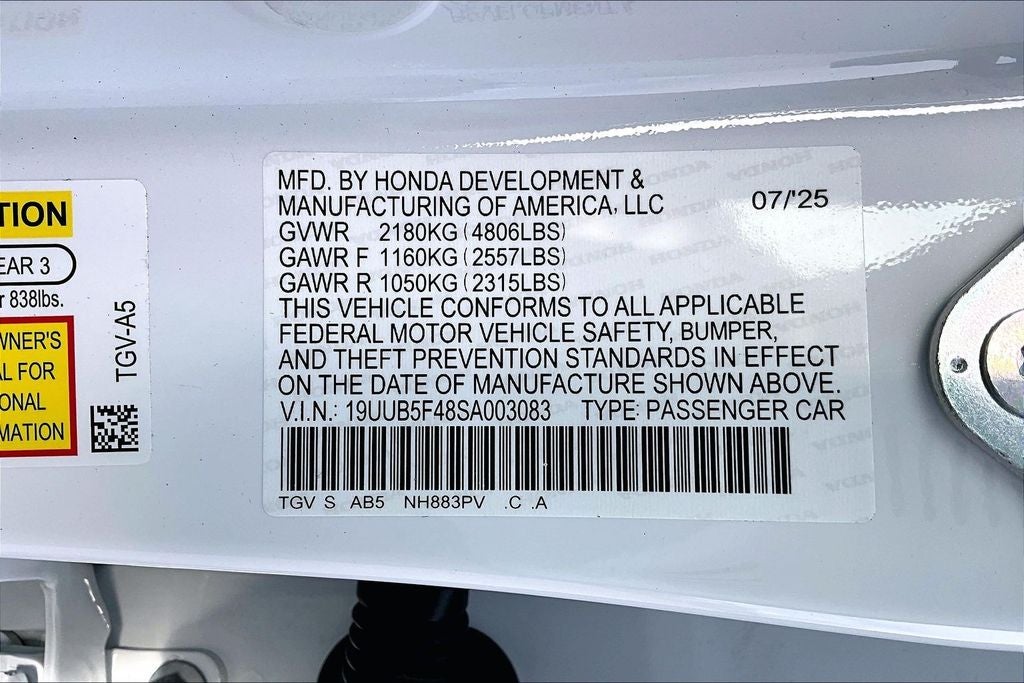 TION
EAR 3
r 838lbs.
WNER'S
AL FOR
ONAL
MATION
TGV-A5
MFD. BY HONDA DEVELOPMENT &
MANUFACTURING OF AMERICA, LLC 07/'25
GVWR 2180KG (4806LBS)
GAWR F 1160KG (2557LBS)
GAWR R 1050KG (2315LBS)
THIS VEHICLE CONFORMS TO ALL APPLICABLE
FEDERAL MOTOR VEHICLE SAFETY, BUMPER,
AND THEFT PREVENTION STANDARDS IN EFFECT
ON THE DATE OF MANUFACTURE SHOWN ABOVE.
V.I.N.: 19UUB5F48SA003083 TYPE: PASSENGER CAR
TGV S AB5 NH883PV .C .A